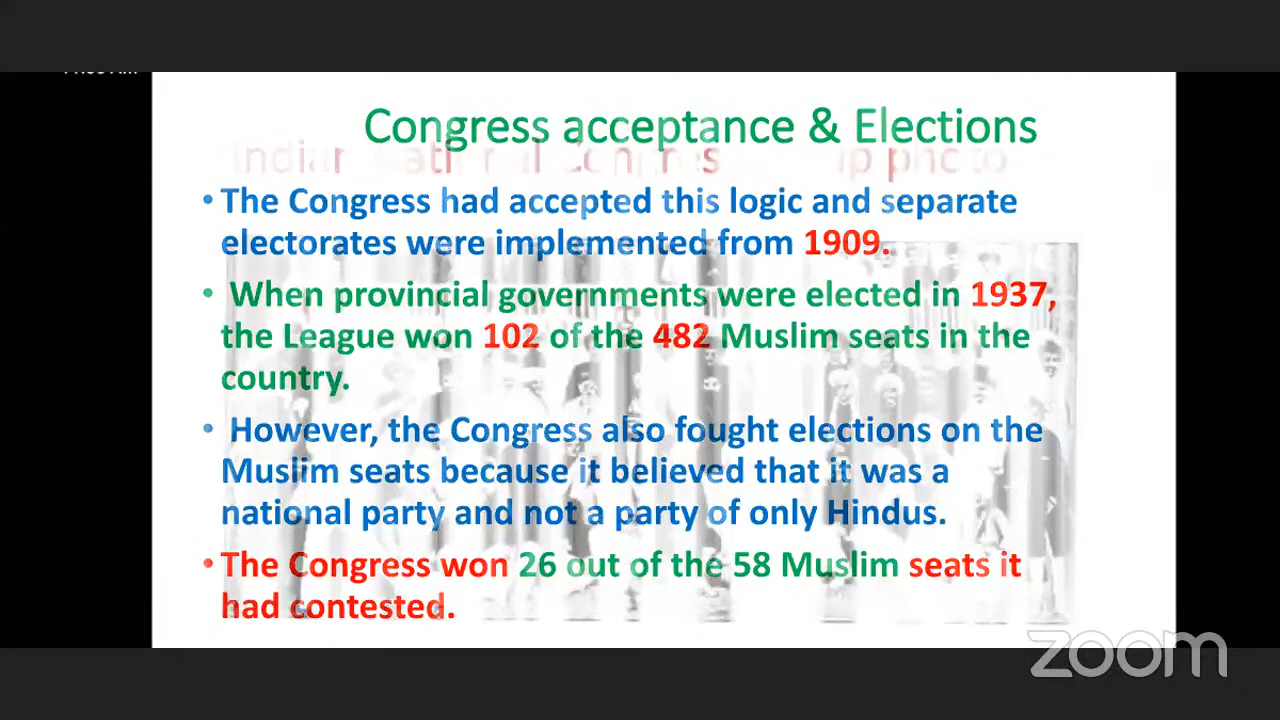 Congress acceptance & Elections
•The Congress had accepted this logic and separate
electorates were implemented from 1909.
• When provincial governments were elected in 1937,
the League won 102 of the 482 Muslim seats in the
country.
• However, the Congress also fought elections on the
Muslim seats because it believed that it was a
national party and not a party of only Hindus.
•The Congress won 26 out of the 58 Muslim seats it
had contested.
zoom